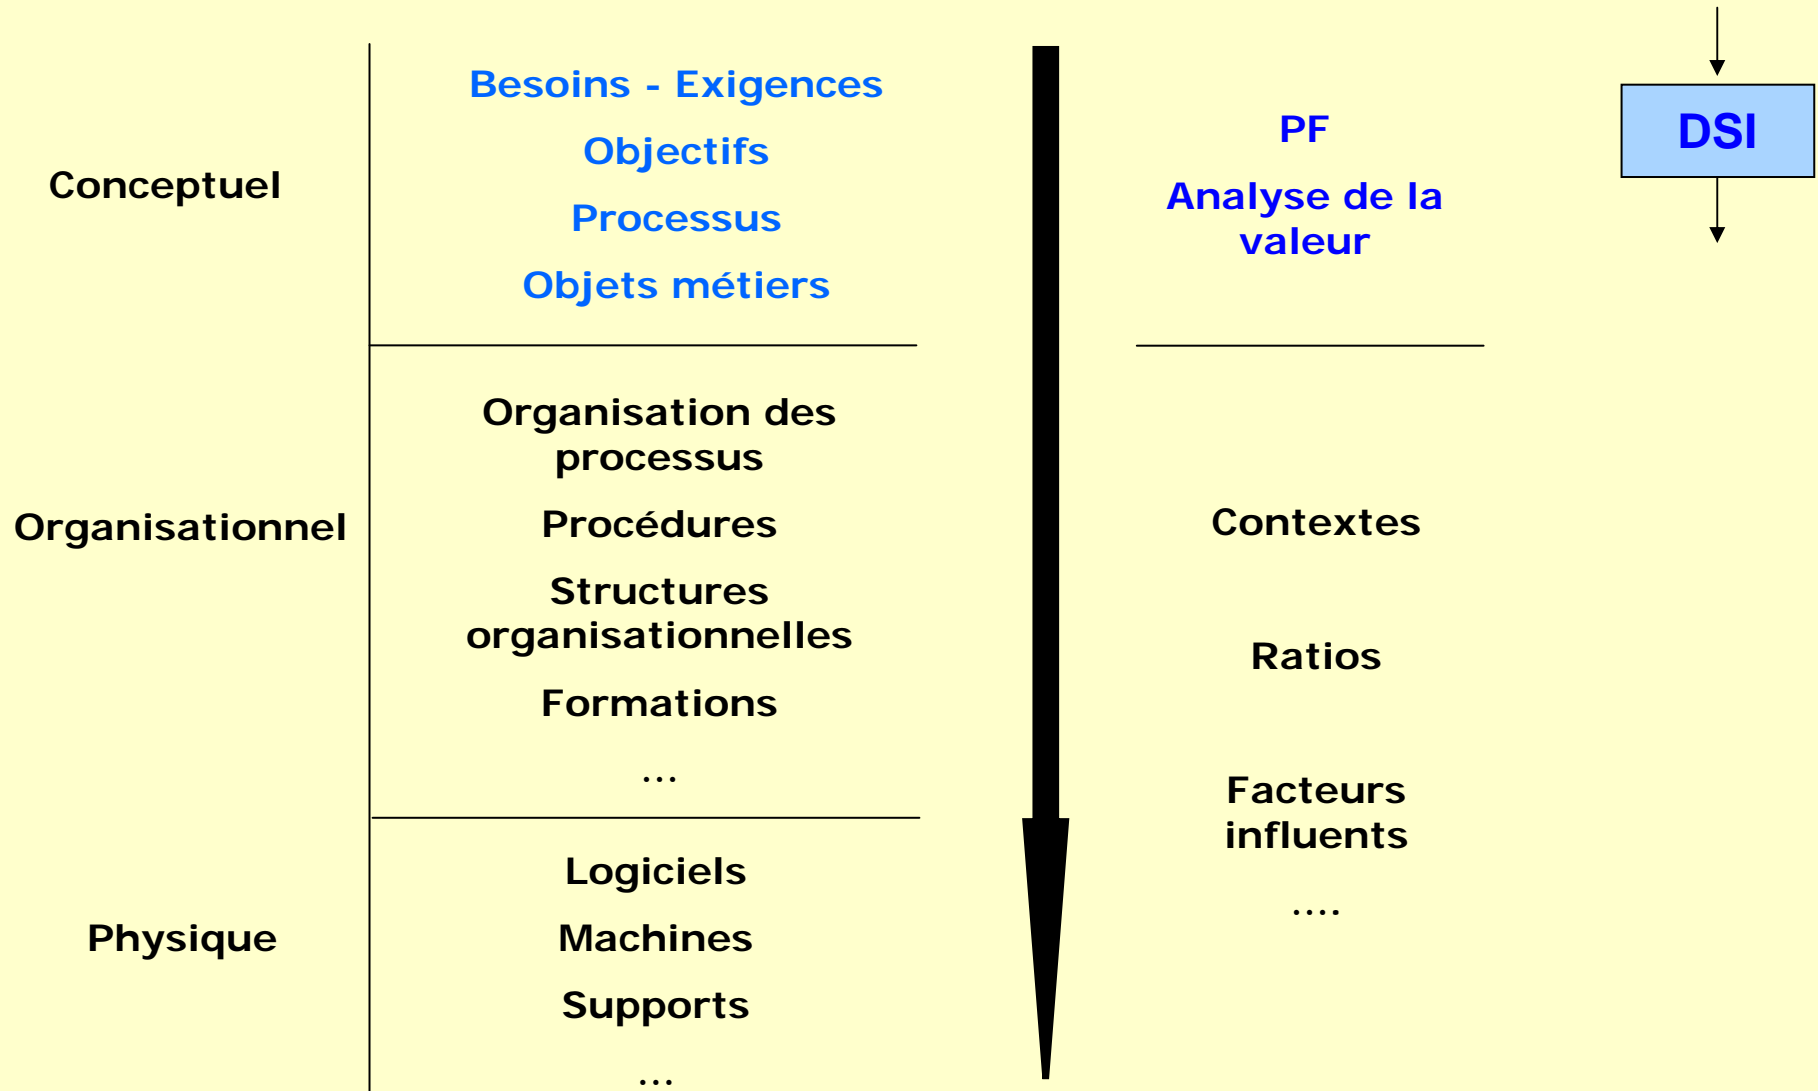 Conceptuel
Besoins - Exigences
Objectifs
Processus
Objets métiers
PF
Analyse de la
valeur
DSI
Organisationnel
Organisation des
processus
Procédures
Structures
organisationnelles
Formations
...
Contextes
Ratios
Facteurs
influents
....
Physique
Logiciels
Machines
Supports
...